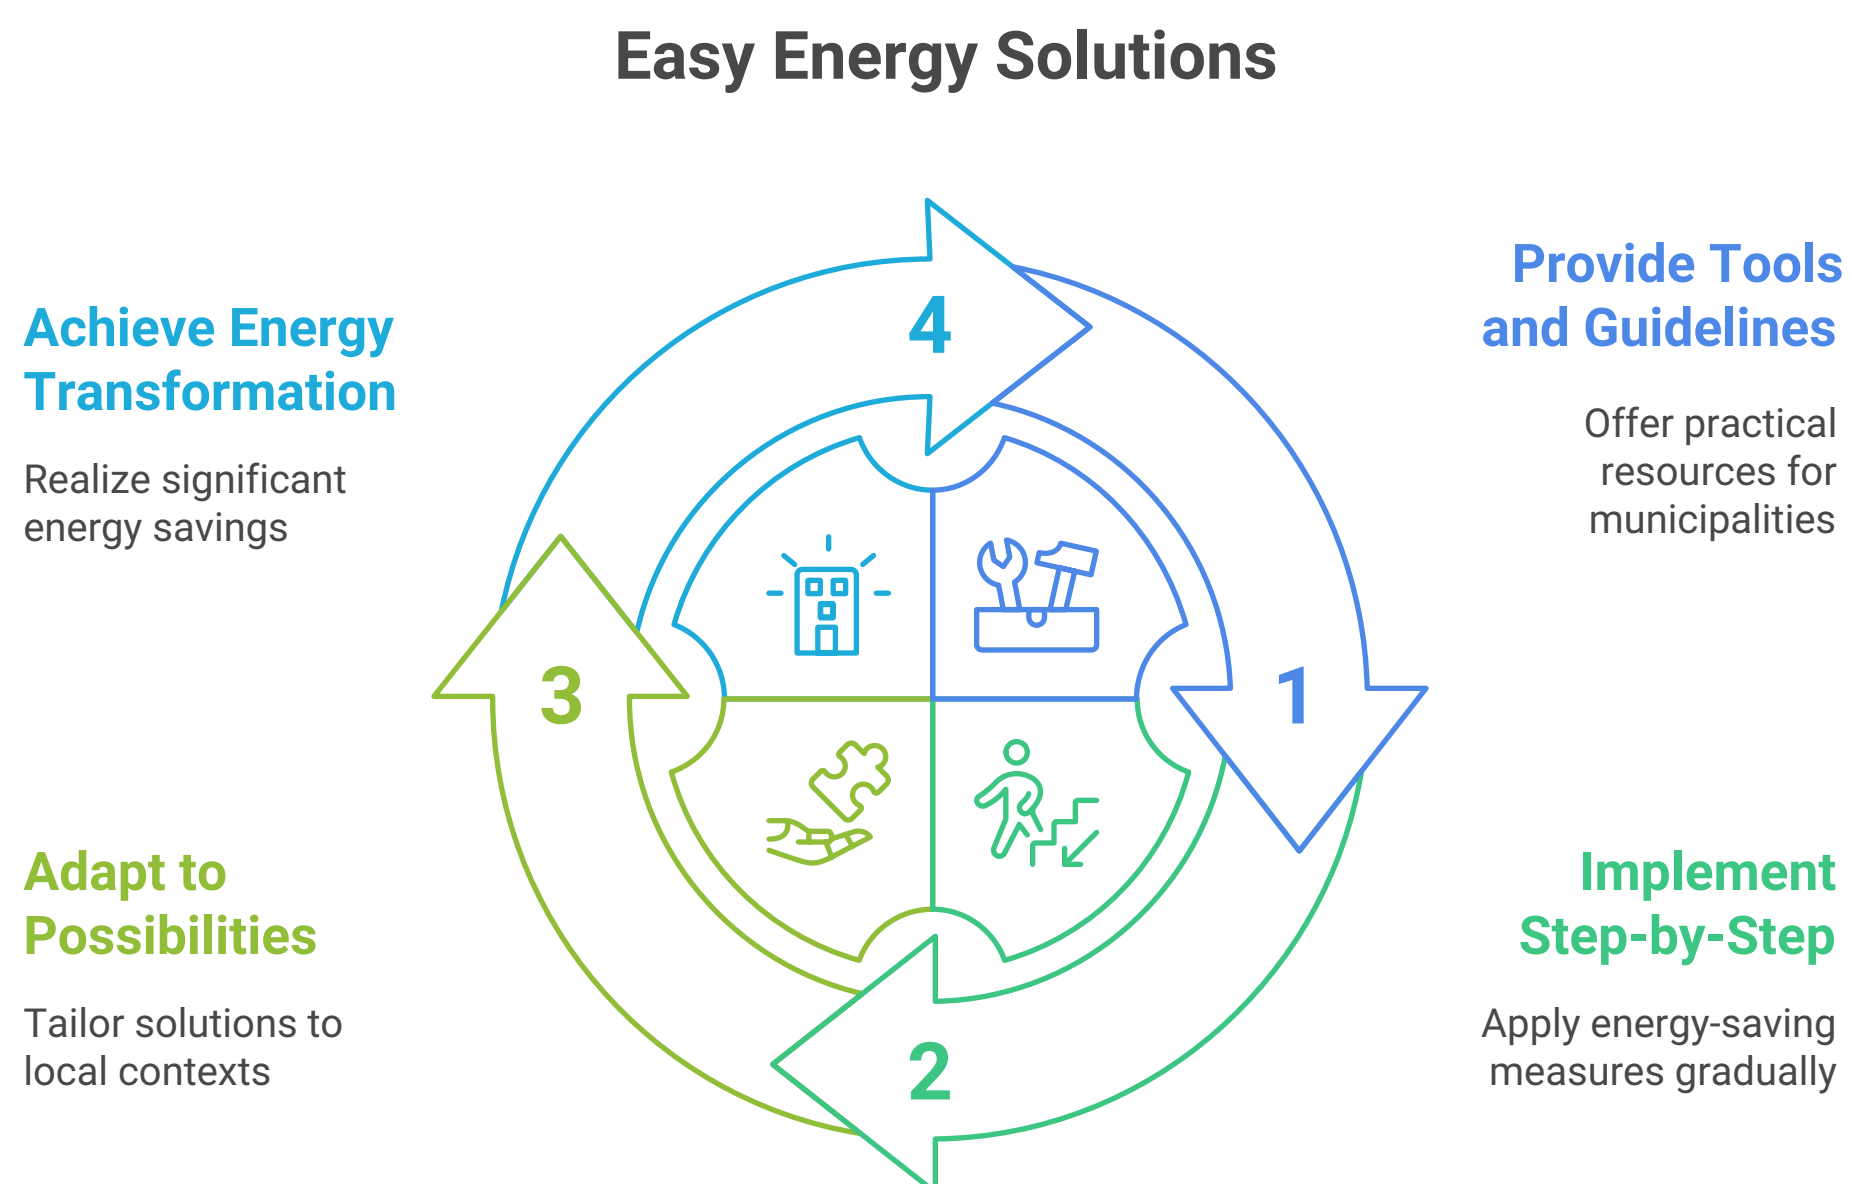 Easy Energy Solutions
4
Provide Tools
and Guidelines
Offer practical
resources for
municipalities
Achieve Energy
Transformation
Realize significant
energy savings
3
1
Adapt to
Possibilities
Tailor solutions to
local contexts
Implement
Step-by-Step
Apply energy-saving
measures gradually
2